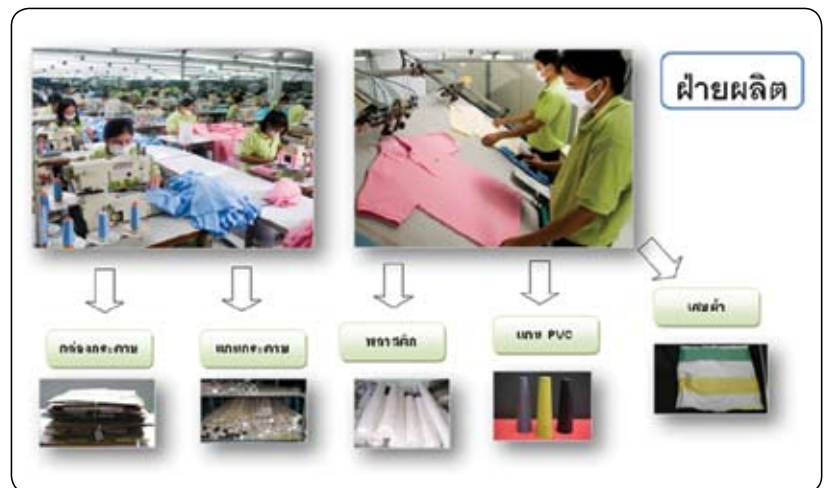 ฝ่ายผลิต
เศษผ้า
กล่องกระดาษ
แกนกระดาษ
พลาสติก
แกน PVC